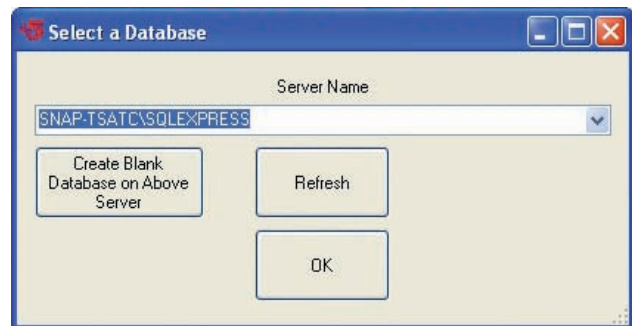 Select a Database
Server Name
SNAP-TSATC\SQLEXPRESS
Create Blank
Database on Above
Server
Refresh
OK